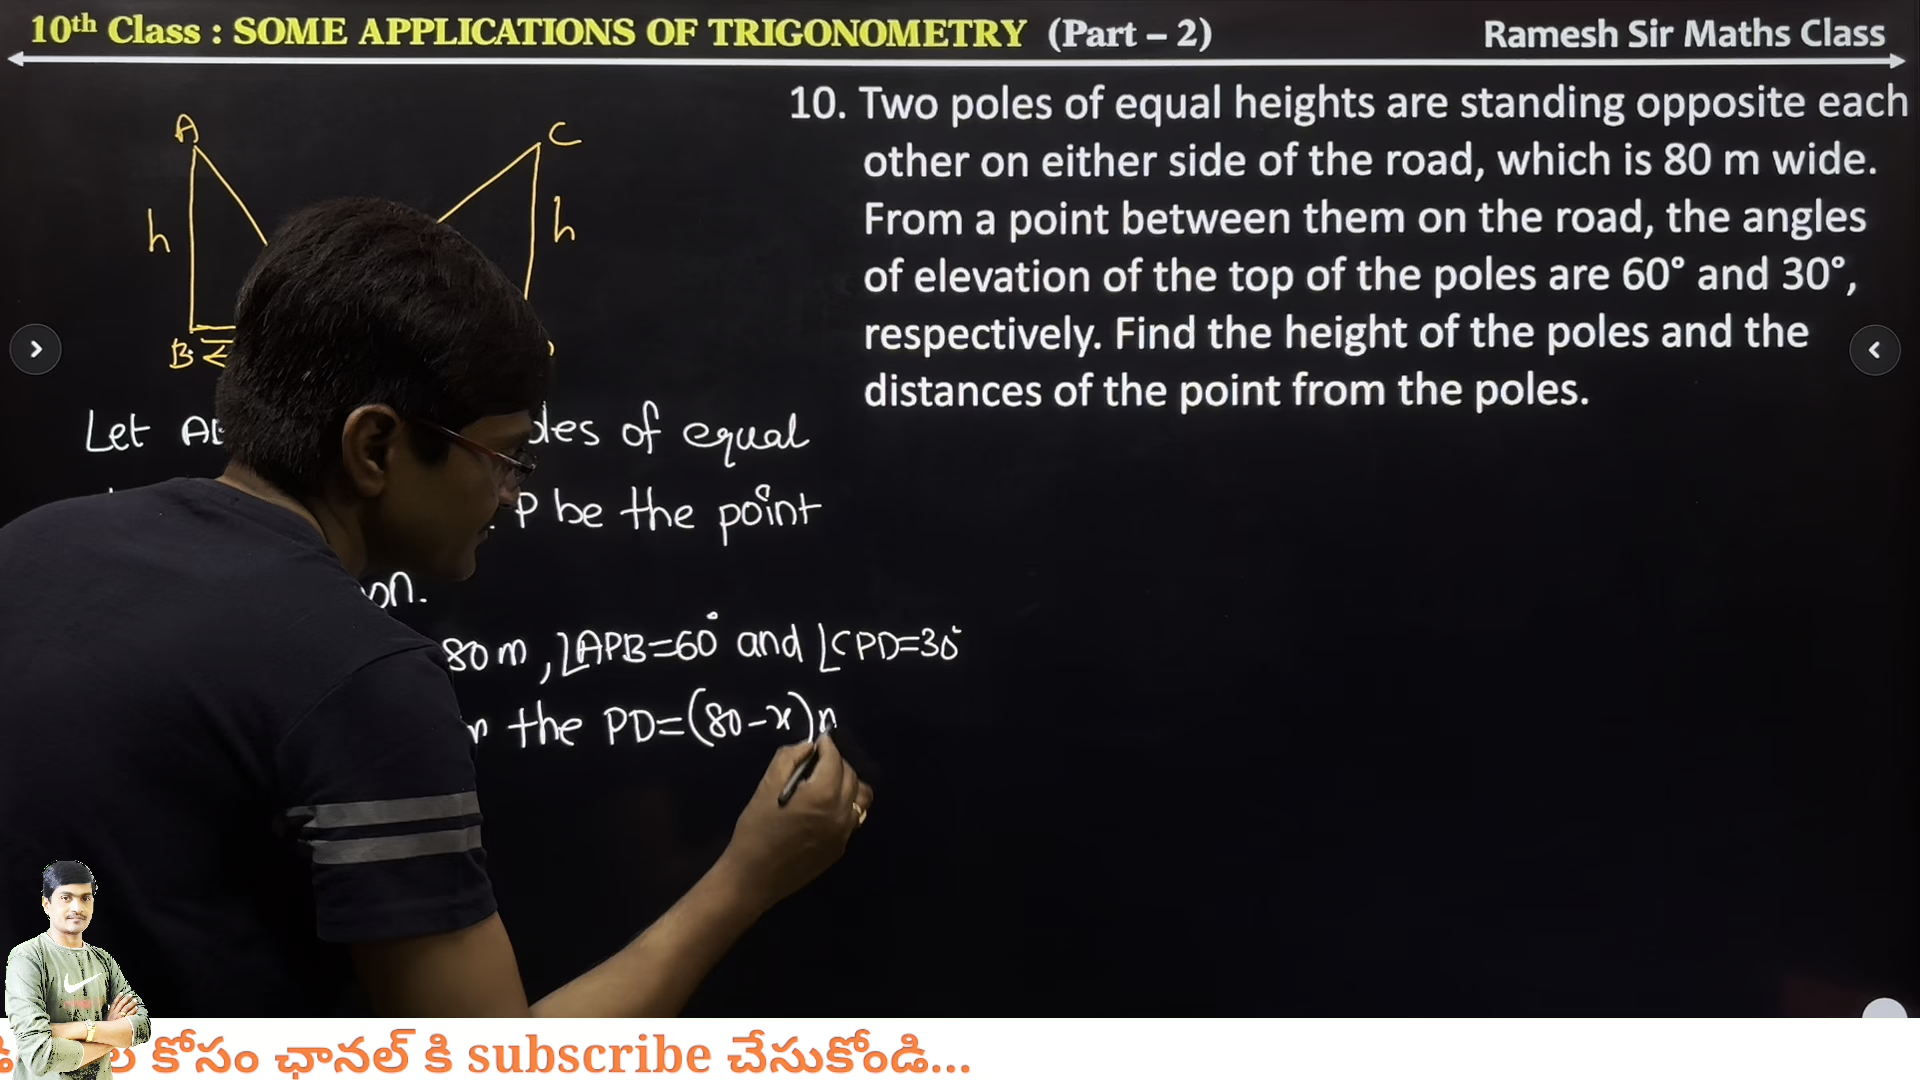 10th Class : SOME APPLICATIONS OF TRIGONOMETRY (Part – 2)
Ramesh Sir Maths Class
10. Two poles of equal heights are standing opposite each
other on either side of the road, which is 80 m wide.
From a point between them on the road, the angles
of elevation of the top of the poles are 60° and 30°,
respectively. Find the height of the poles and the
distances of the point from the poles.
A
C
h
h
B
Let
of equal
P be the point
80 m, ∠APB=60° and ∠CPD=30°
the PD=(80-x)
కోసం ఛానల్ కి subscribe చేసుకోండి...